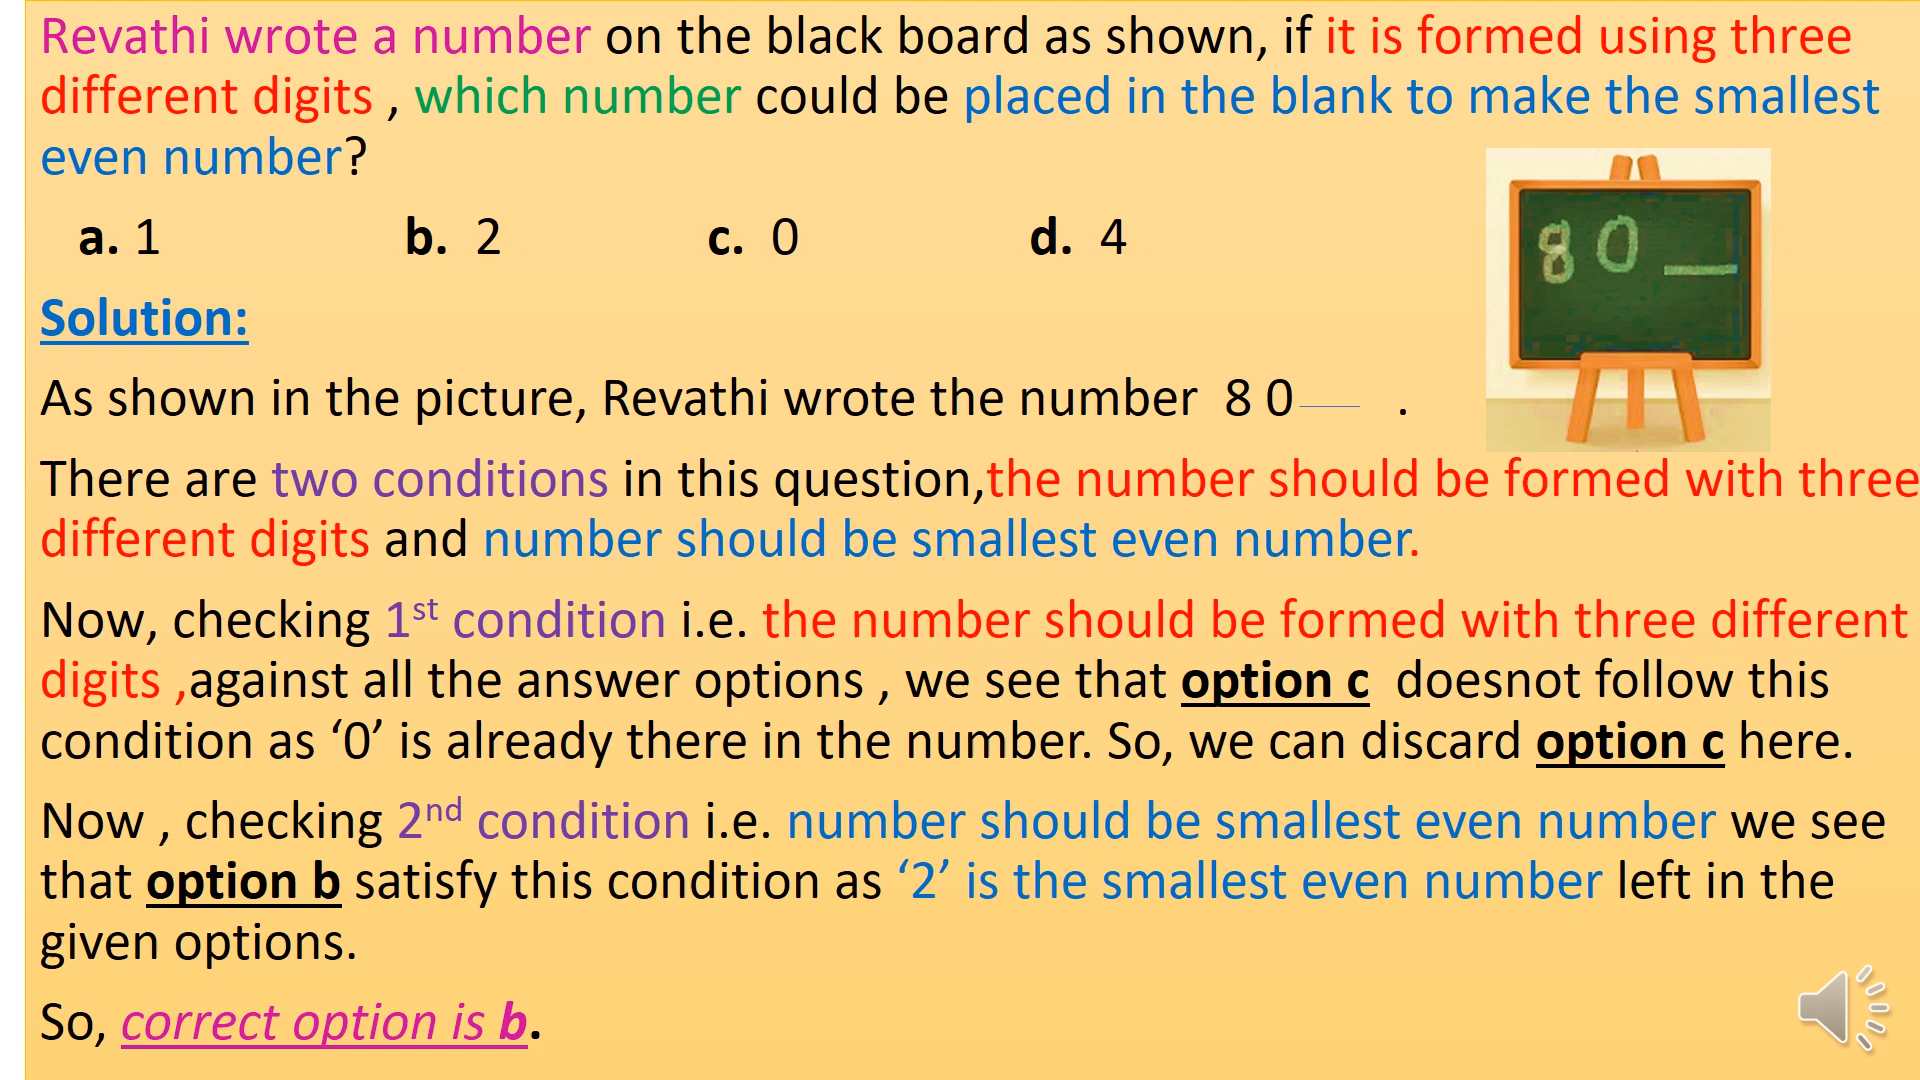 Revathi wrote a number on the black board as shown, if it is formed using three
different digits , which number could be placed in the blank to make the smallest
even number?
a. 1 b. 2 c. 0 d. 4
8 0 __
Solution:
As shown in the picture, Revathi wrote the number 8 0 __ .
There are two conditions in this question,the number should be formed with three
different digits and number should be smallest even number.
Now, checking 1st condition i.e. the number should be formed with three different
digits ,against all the answer options , we see that option c doesnot follow this
condition as ‘0’ is already there in the number. So, we can discard option c here.
Now , checking 2nd condition i.e. number should be smallest even number we see
that option b satisfy this condition as ‘2’ is the smallest even number left in the
given options.
So, correct option is b.